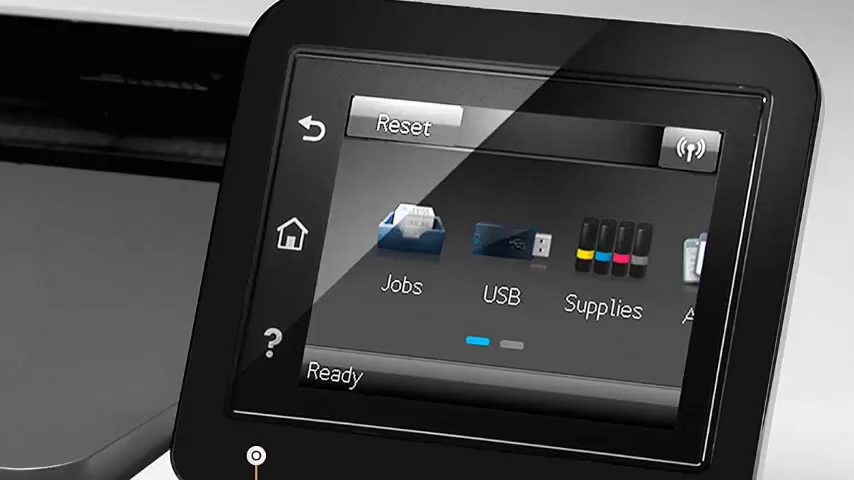 Reset
Jobs
USB
Supplies
Ready